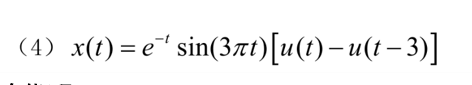 （4）x(t) = e^{-t} sin(3πt)[u(t) − u(t − 3)]